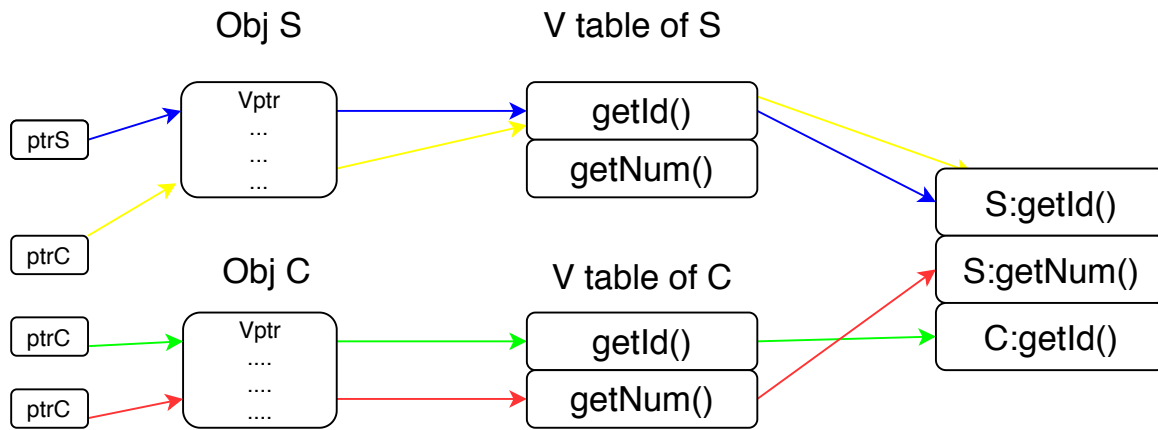 Obj S
V table of S
ptrS
Vptr
...
...
...
getId()
getNum()
ptrC
S:getId()
S:getNum()
C:getId()
Obj C
V table of C
ptrC
Vptr
....
....
....
getId()
getNum()
ptrC